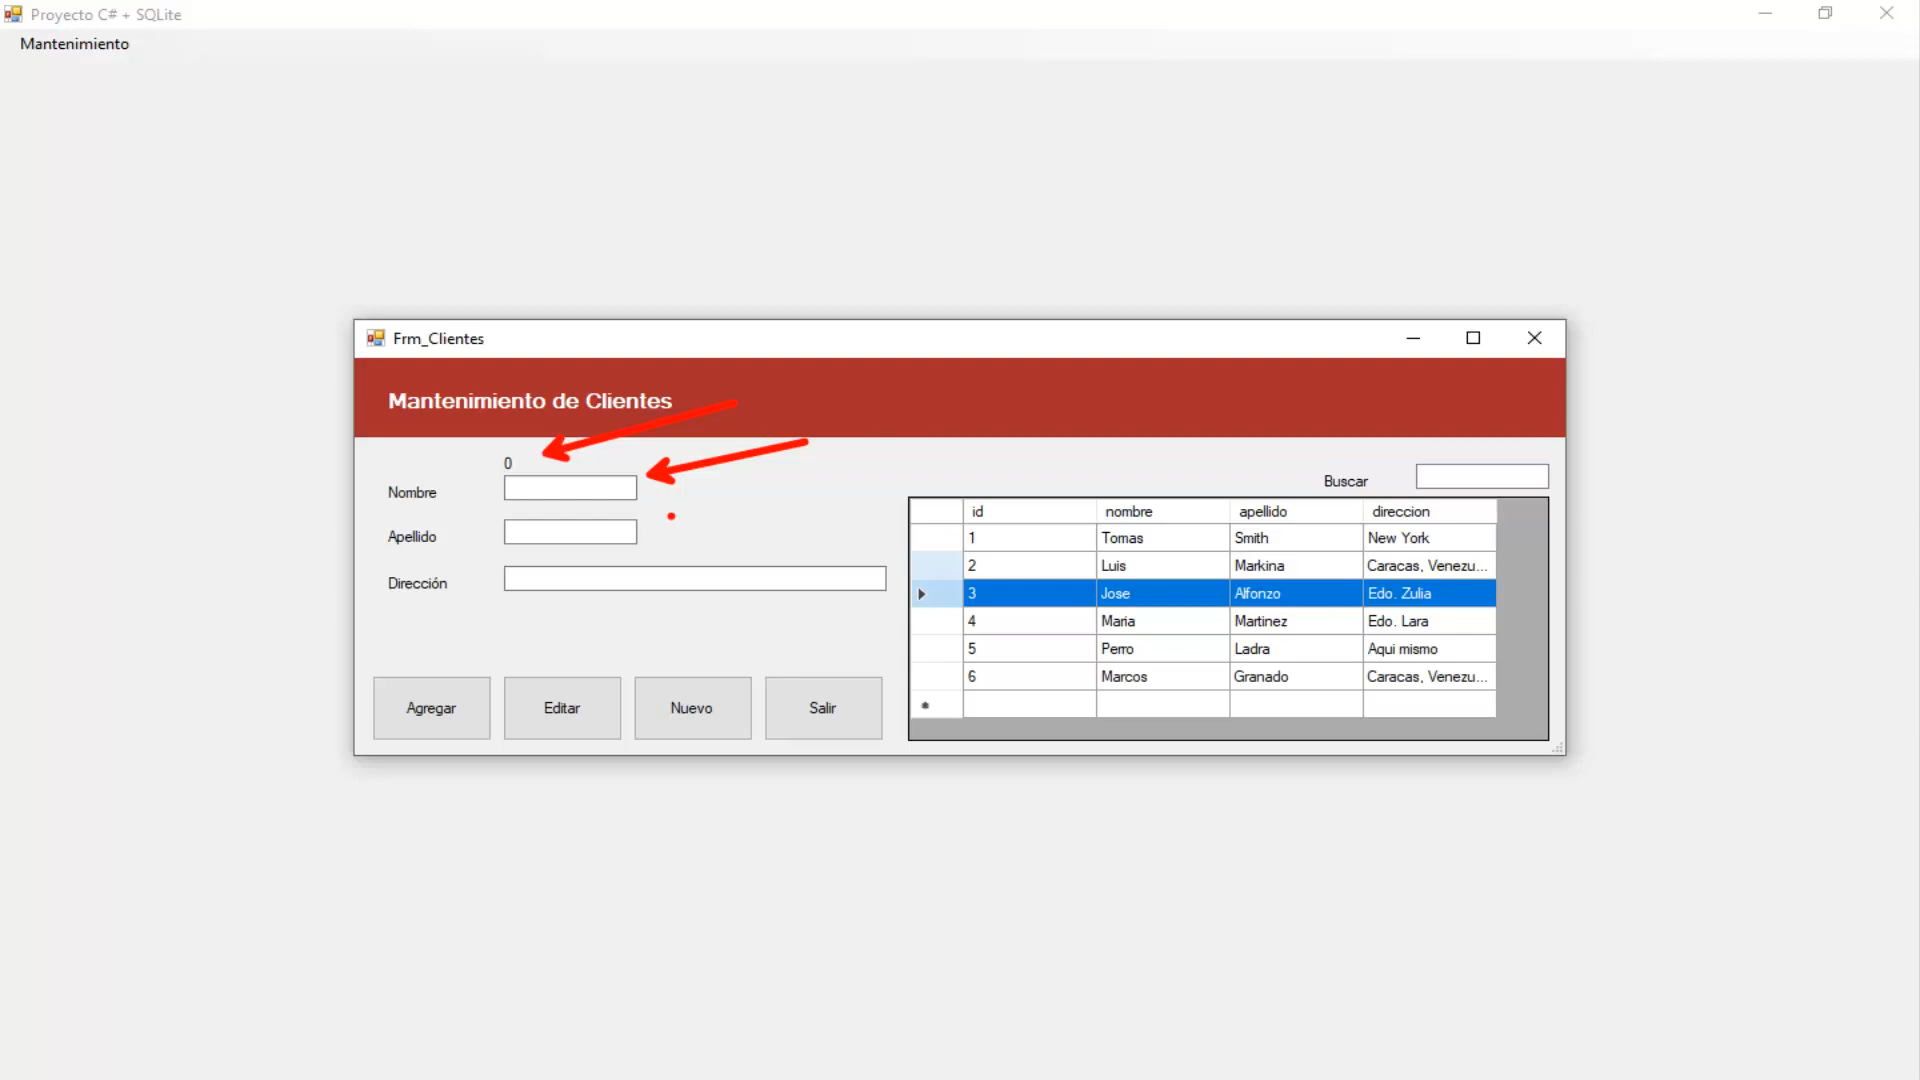 Proyecto C# + SQLite
Mantenimiento
Frm_Clientes
Mantenimiento de Clientes
0
Nombre
Apellido
Dirección
Agregar Editar Nuevo Salir
Buscar
id nombre apellido direccion
1 Tomas Smith New York
2 Luis Markina Caracas, Venezu...
3 Jose Alfonzo Edo. Zulia
4 Maria Martinez Edo. Lara
5 Perro Ladra Aqui mismo
6 Marcos Granado Caracas, Venezu...